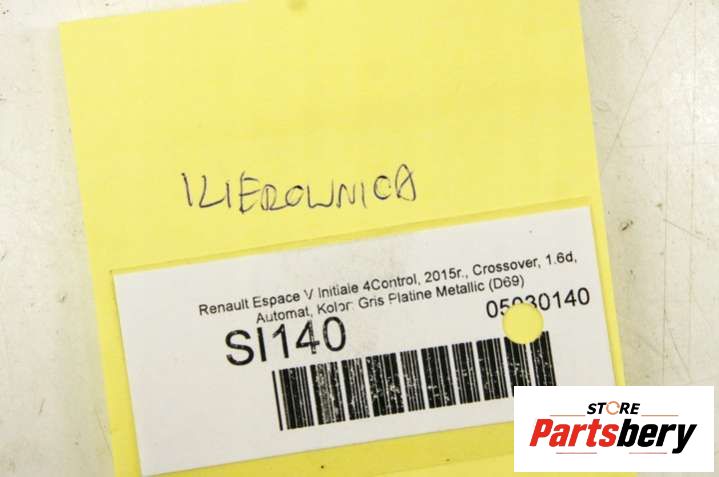 KIEROWNICA
Renault Espace V Initiale 4Control, 2015r., Crossover, 1.6d,
Automat, Kolor: Gris Platine Metallic (D69)
SI140
STORE
Partsbery